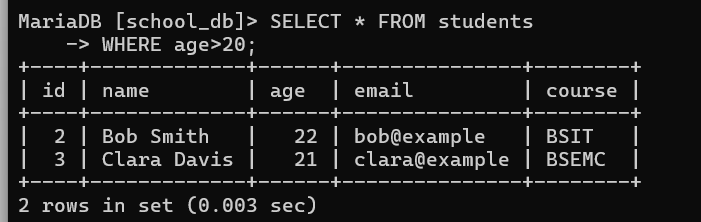 MariaDB [school_db]> SELECT * FROM students
    -> WHERE age>20;
+----+-------------+------+---------------+--------+
| id | name        | age  | email         | course |
+----+-------------+------+---------------+--------+
|  2 | Bob Smith   |   22 | bob@example   | BSIT   |
|  3 | Clara Davis |   21 | clara@example | BSEMC  |
+----+-------------+------+---------------+--------+
2 rows in set (0.003 sec)